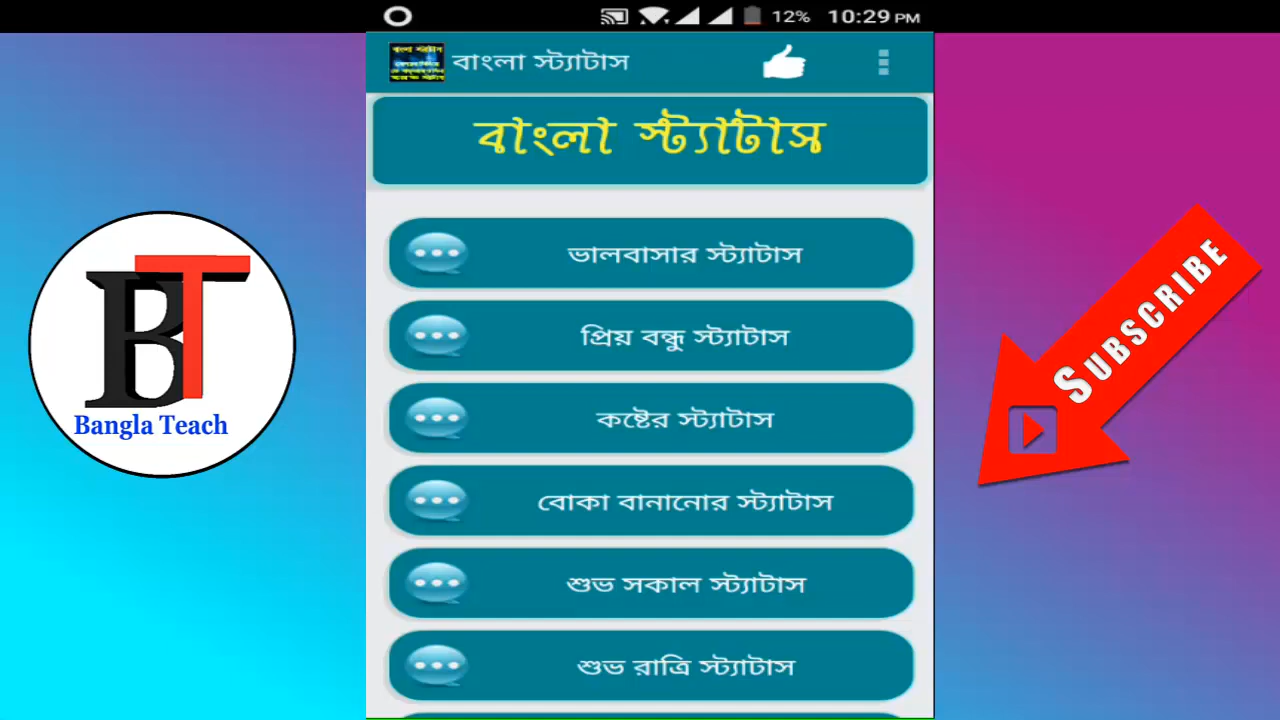 12% 10:29 PM
বাংলা স্ট্যাটাস
বাংলা স্ট্যাটাস
ভালবাসার স্ট্যাটাস
প্রিয় বন্ধু স্ট্যাটাস
কষ্টের স্ট্যাটাস
বোকা বানানোর স্ট্যাটাস
শুভ সকাল স্ট্যাটাস
শুভ রাত্রি স্ট্যাটাস
BT
Bangla Teach
SUBSCRIBE